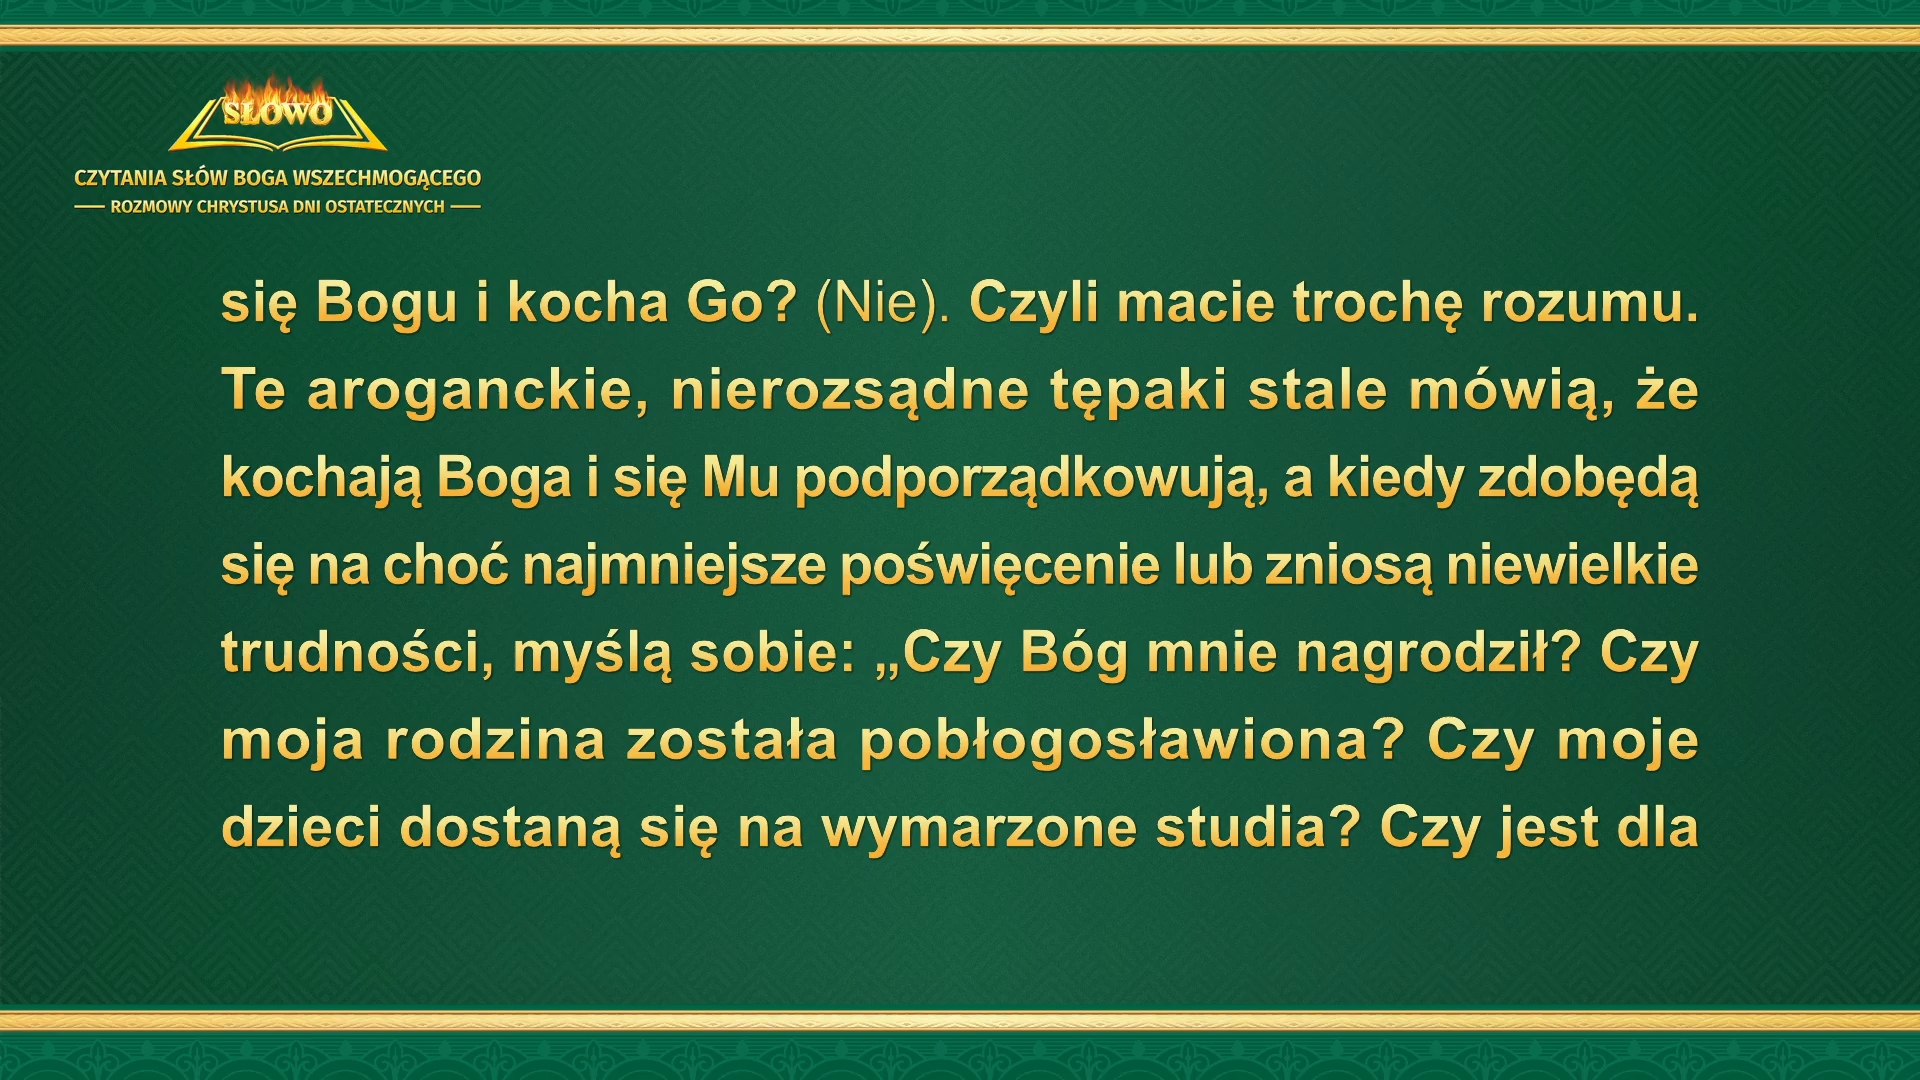 SŁOWO
CZYTANIA SŁÓW BOGA WSZECHMOGĄCEGO
ROZMOWY CHRYSTUSA DNI OSTATECZNYCH
się Bogu i kocha Go? (Nie). Czyli macie trochę rozumu.
Te aroganckie, nierozsądne tępaki stale mówią, że
kochają Boga i się Mu podporządkowują, a kiedy zdobędą
się na choć najmniejsze poświęcenie lub zniosą niewielkie
trudności, myślą sobie: „Czy Bóg mnie nagrodził? Czy
moja rodzina została pobłogosławiona? Czy moje
dzieci dostaną się na wymarzone studia? Czy jest dla